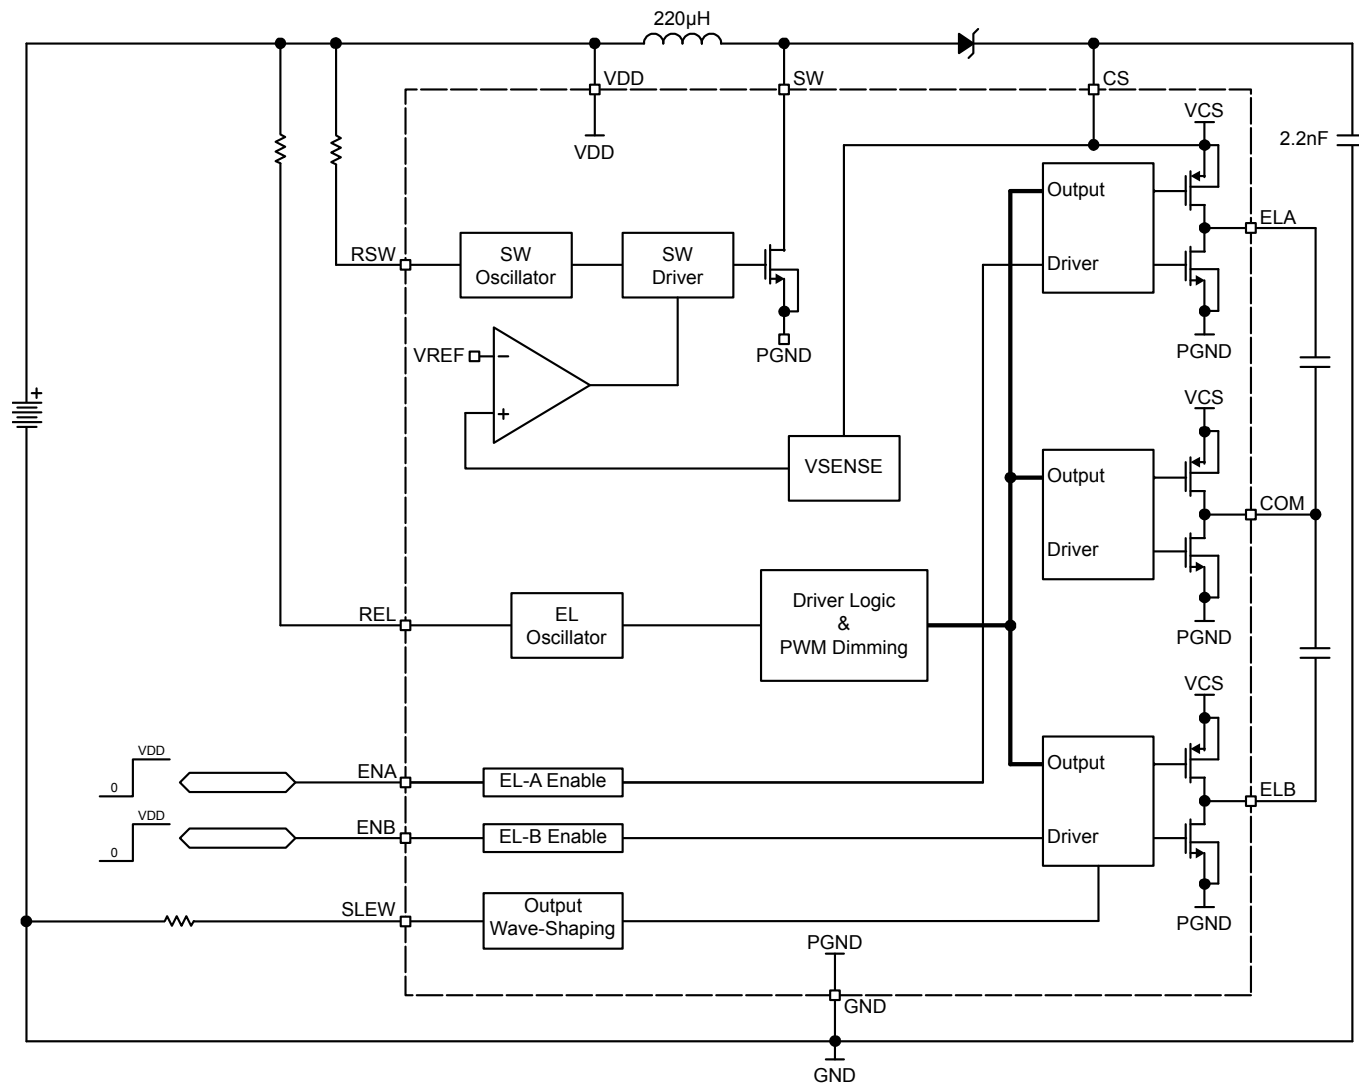 220µH
VDD
SW
CS
VDD
VCS
2.2nF
Output
ELA
RSW
SW
Oscillator
SW
Driver
Driver
VREF
−
PGND
PGND
+
+
VCS
VSENSE
Output
COM
Driver
REL
EL
Oscillator
Driver Logic
&
PWM Dimming
PGND
VCS
VDD
0
ENA
EL-A Enable
Output
ELB
VDD
0
ENB
EL-B Enable
Driver
SLEW
Output
Wave-Shaping
PGND
PGND
GND
GND